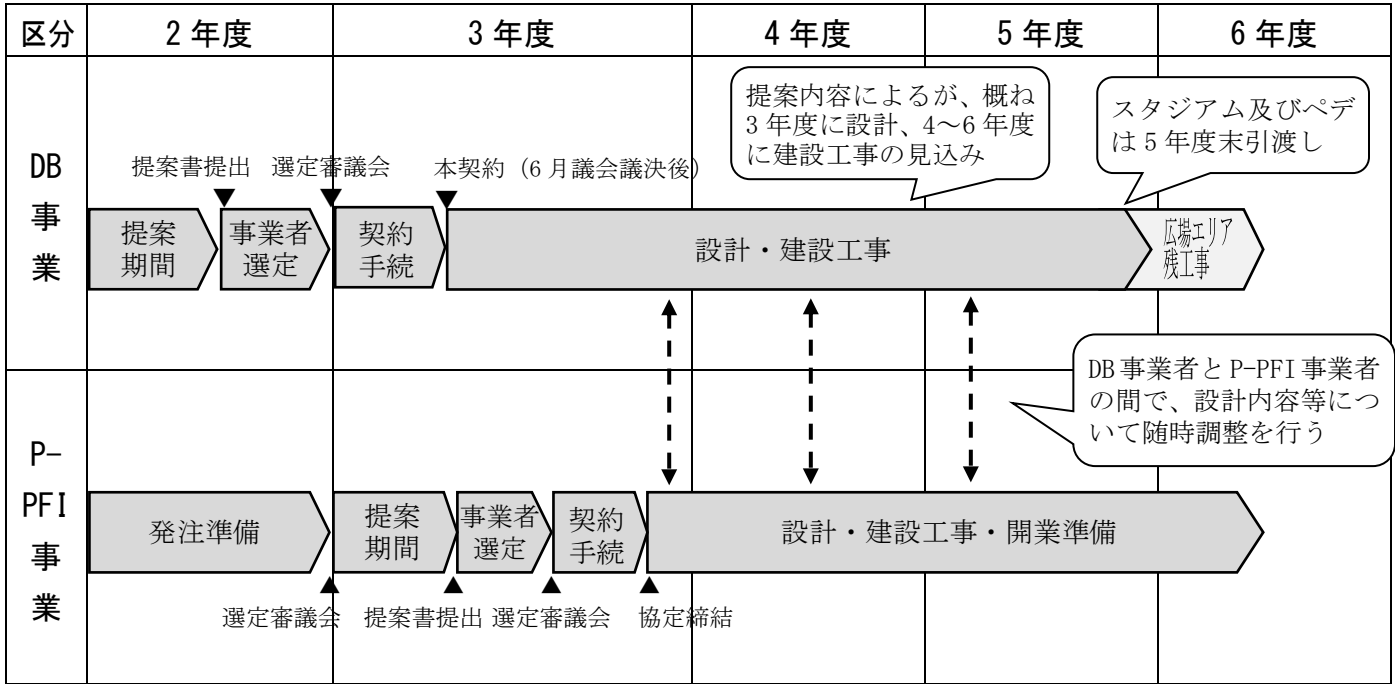 区分
2年度
3年度
4年度
5年度
6年度
DB
事
業
提案内容によるが、概ね
3年度に設計、4～6年度
に建設工事の見込み
スタジアム及びペデ
は5年度末引渡し
提案書提出
選定審議会
本契約（6月議会議決後）
提案
期間
事業者
選定
契約
手続
設計・建設工事
広場エリア
残工事
DB事業者とP-PFI事業者
の間で、設計内容等につ
いて随時調整を行う
P-
PFI
事
業
発注準備
提案
期間
事業者
選定
契約
手続
設計・建設工事・開業準備
選定審議会
提案書提出
選定審議会
協定締結